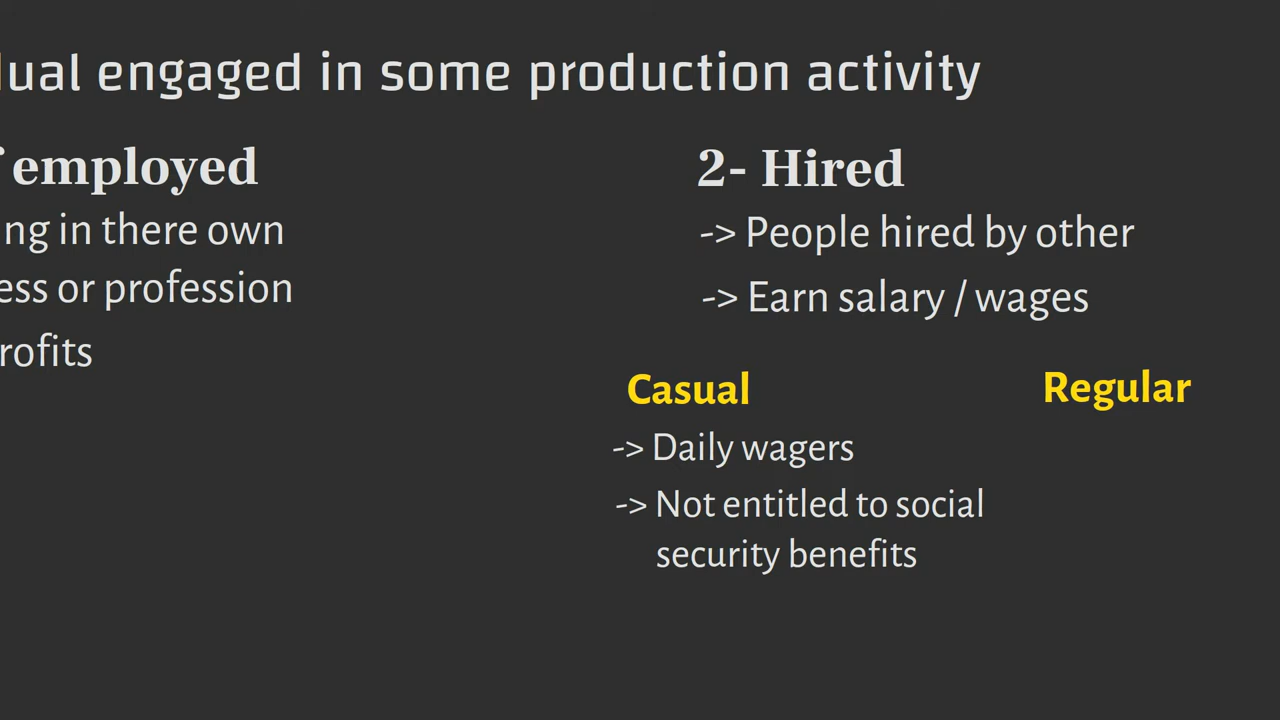 dual engaged in some production activity
f employed
ng in there own
ess or profession
rofits
2- Hired
-> People hired by other
-> Earn salary / wages
Casual
-> Daily wagers
-> Not entitled to social
security benefits
Regular